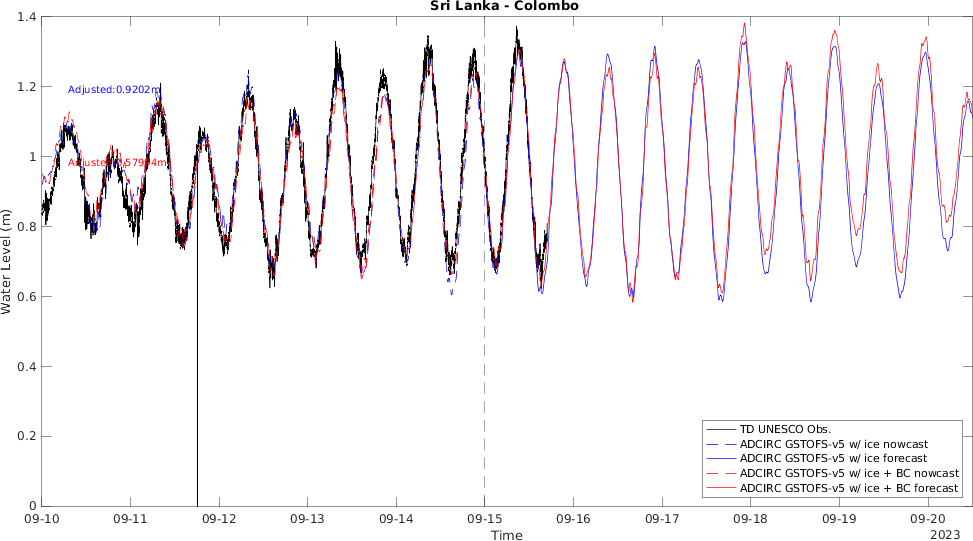 Sri Lanka - Colombo
Water Level (m)
1.4
1.2
1
0.8
0.6
0.4
0.2
0
Adjusted:0.9202m
09-10
09-11
09-12
09-13
09-14
09-15
09-16
09-17
09-18
09-19
09-20
2023
Time
TD UNESCO Obs.
ADCIRC GSTOFS-v5 w/ ice nowcast
ADCIRC GSTOFS-v5 w/ ice forecast
ADCIRC GSTOFS-v5 w/ ice + BC nowcast
ADCIRC GSTOFS-v5 w/ ice + BC forecast